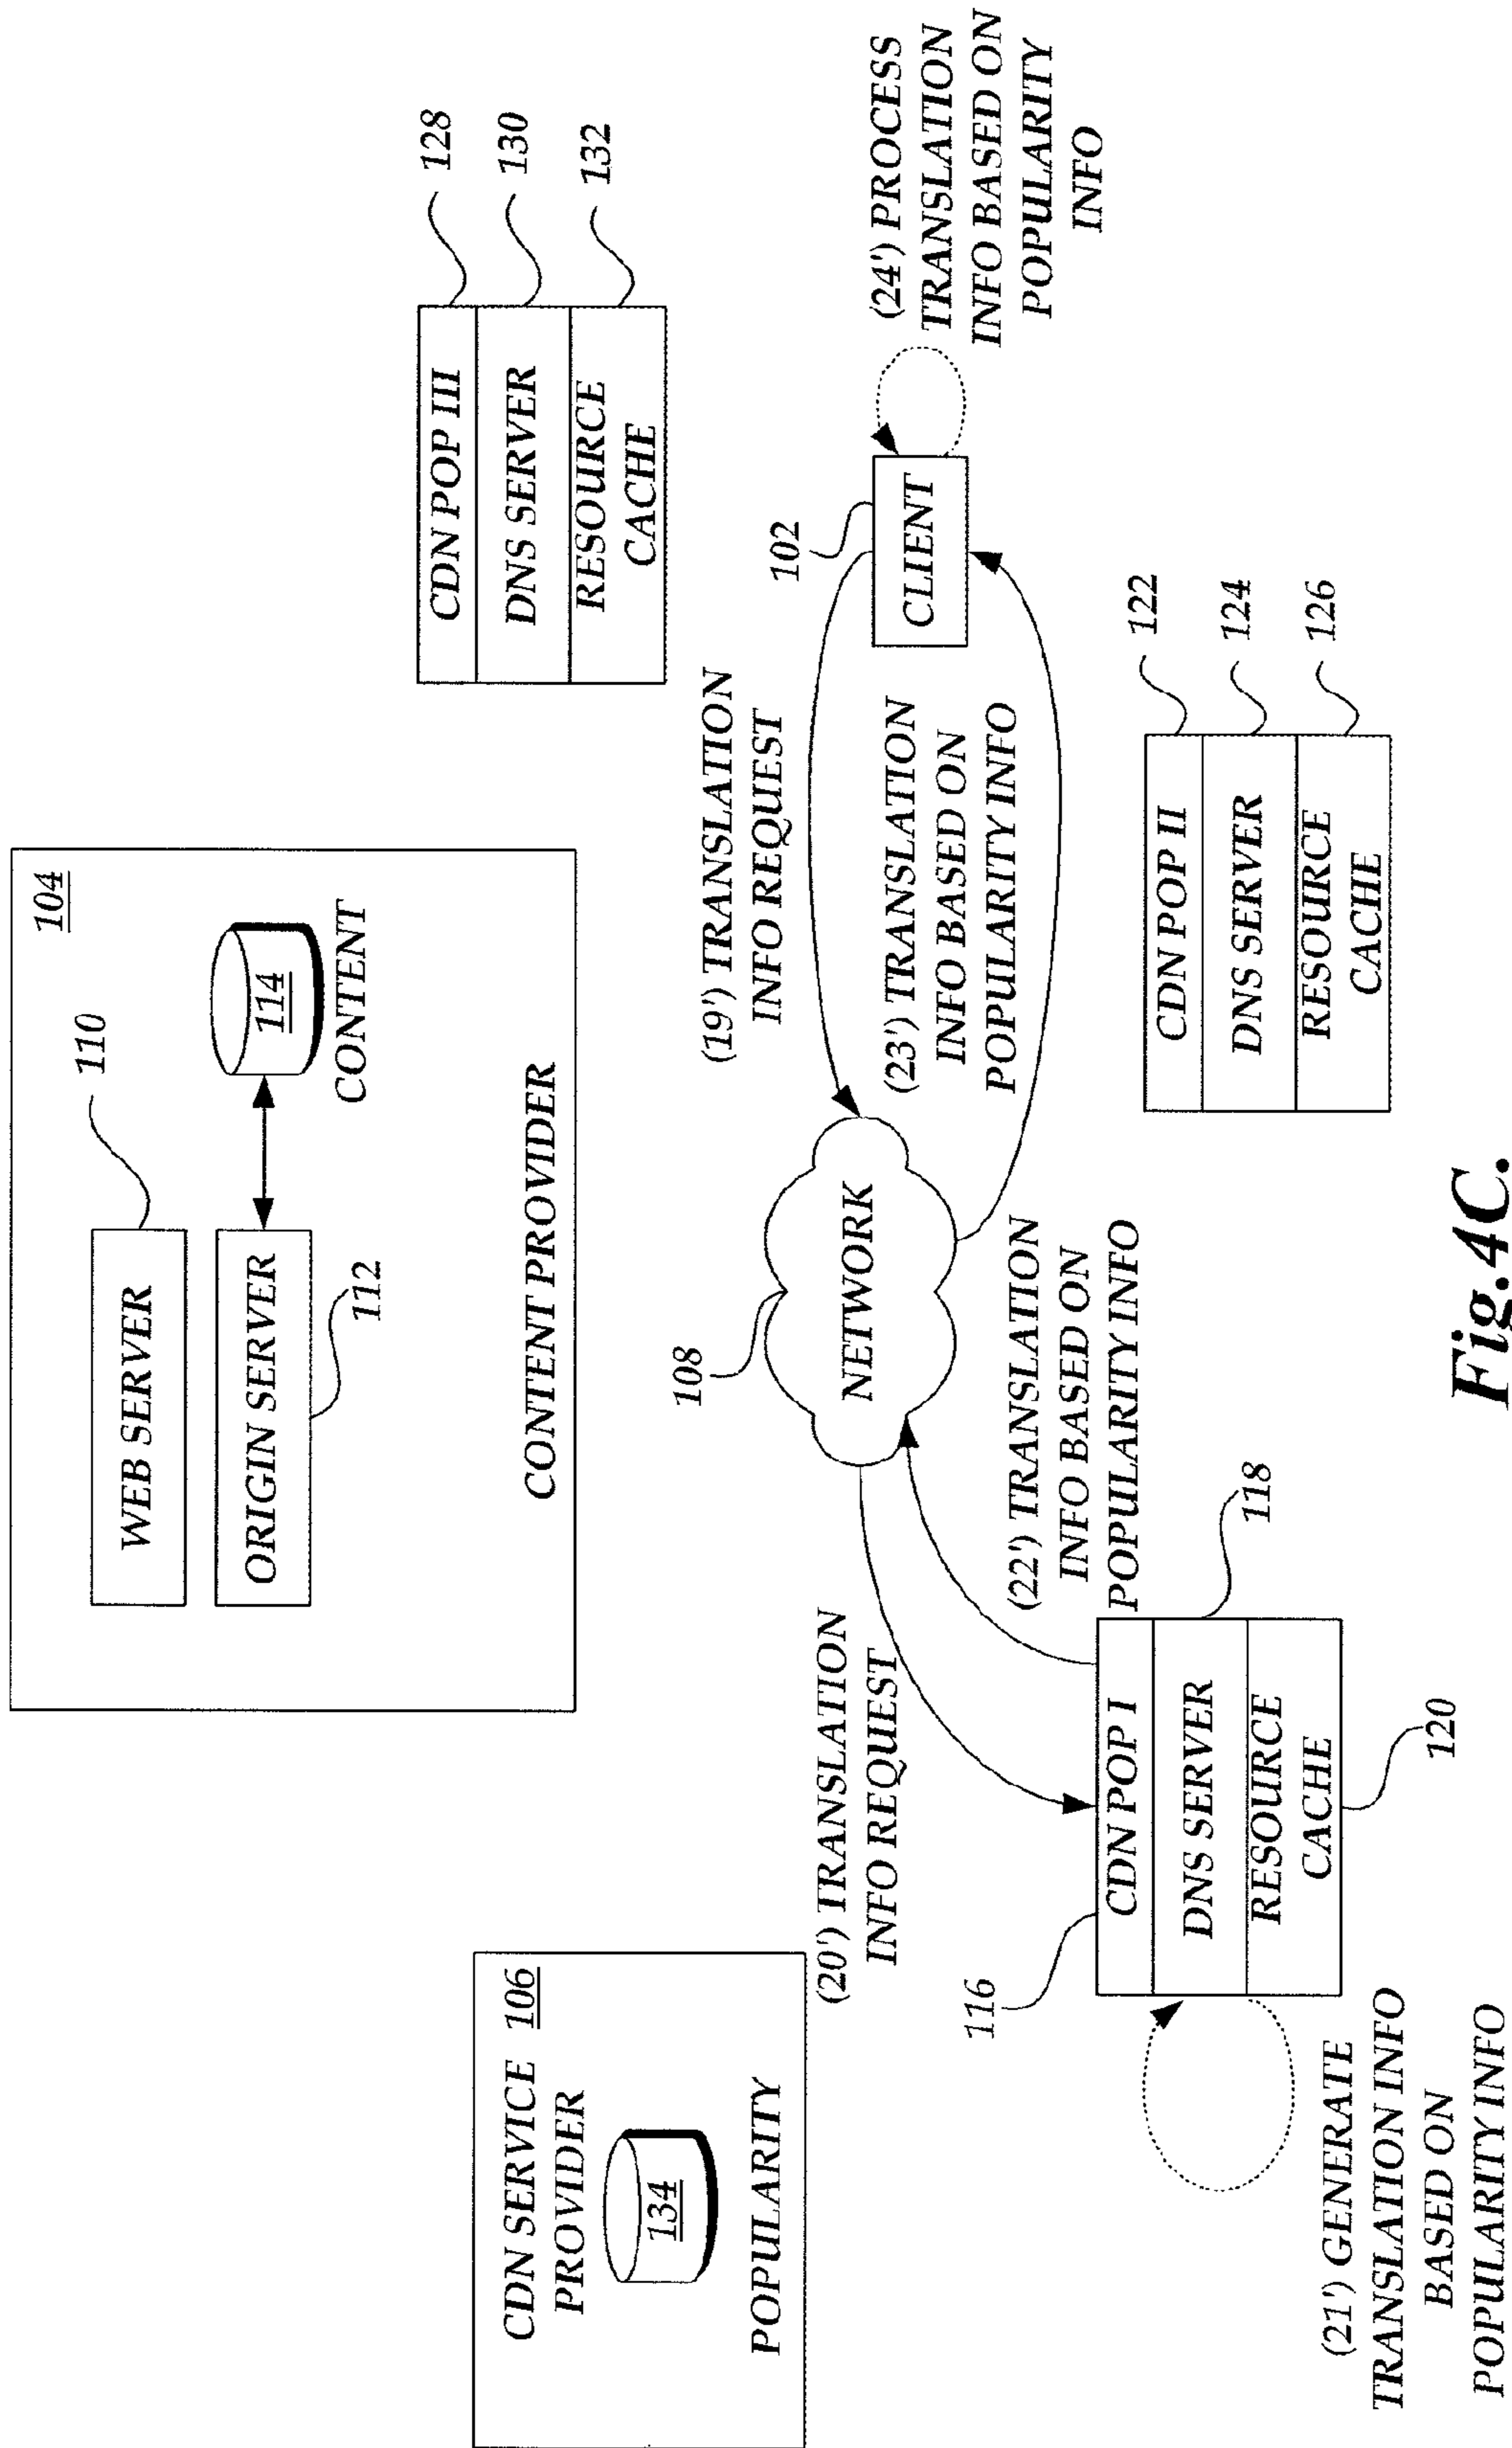 104
WEB SERVER
110
ORIGIN SERVER
112
114
CONTENT
CONTENT PROVIDER
CDN SERVICE 106
PROVIDER
134
POPULARITY
CDN POP III
128
DNS SERVER
130
RESOURCE
CACHE
132
(19') TRANSLATION
INFO REQUEST
102
CLIENT
(24') PROCESS
TRANSLATION
INFO BASED ON
POPULARITY
INFO
108
NETWORK
(23') TRANSLATION
INFO BASED ON
POPULARITY INFO
(20') TRANSLATION
INFO REQUEST
(22') TRANSLATION
INFO BASED ON
POPULARITY INFO
116
CDN POP I
DNS SERVER
118
RESOURCE
CACHE
120
(21') GENERATE
TRANSLATION INFO
BASED ON
POPULARITY INFO
CDN POP II
122
DNS SERVER
124
RESOURCE
CACHE
126
Fig.4C.